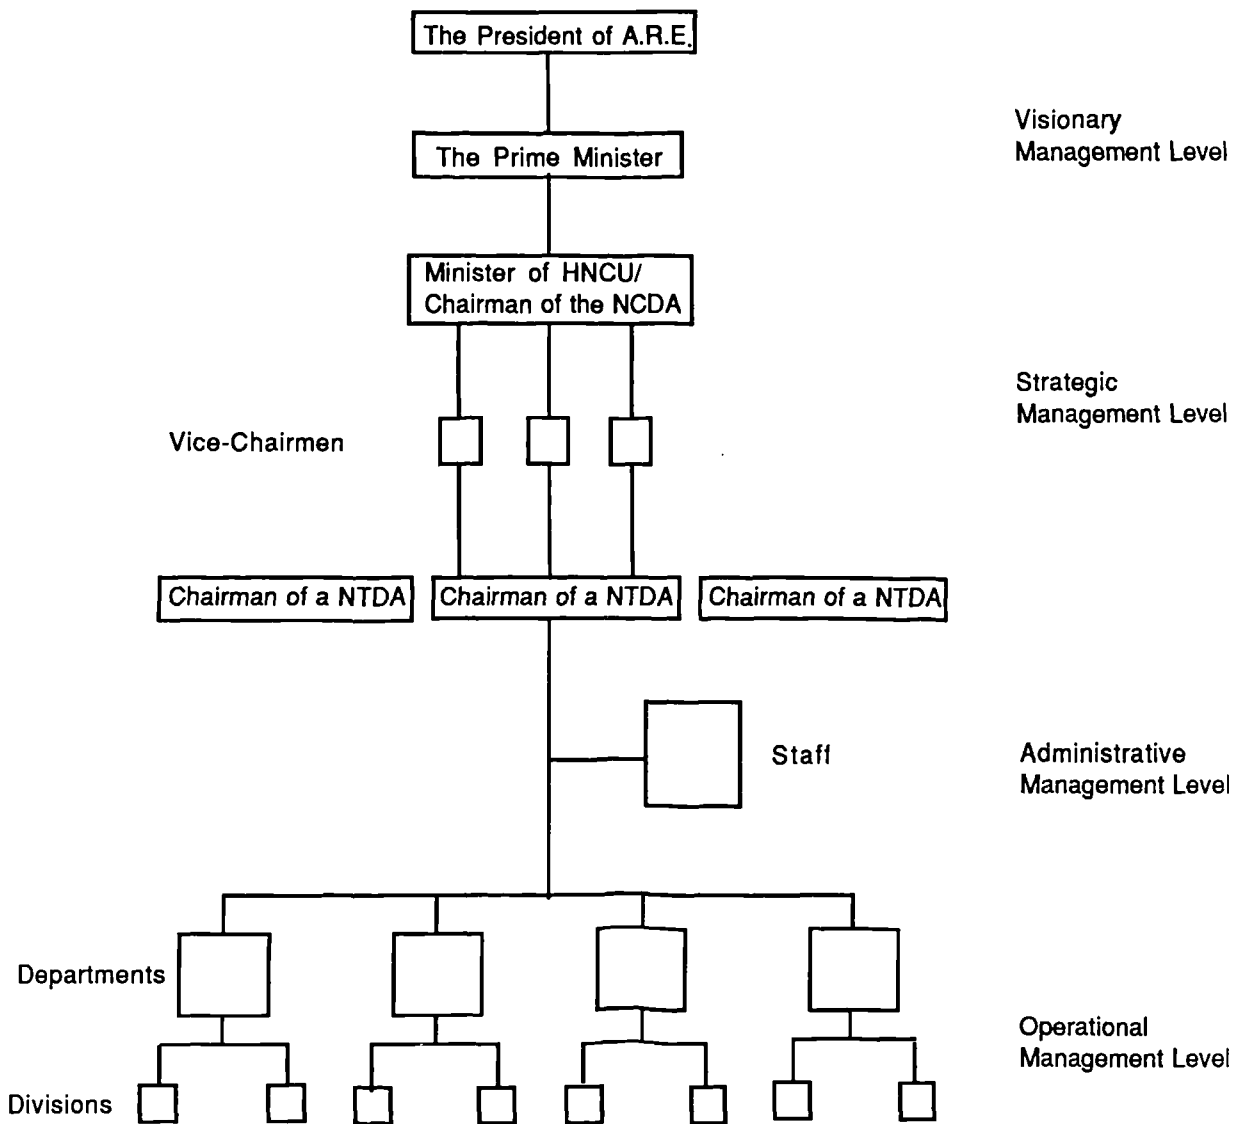 The President of A.R.E.
Visionary
Management Level
The Prime Minister
Minister of HNCU/
Chairman of the NCDA
Strategic
Management Level
Vice-Chairmen
Chairman of a NTDA
Chairman of a NTDA
Chairman of a NTDA
Staff
Administrative
Management Level
Departments
Operational
Management Level
Divisions